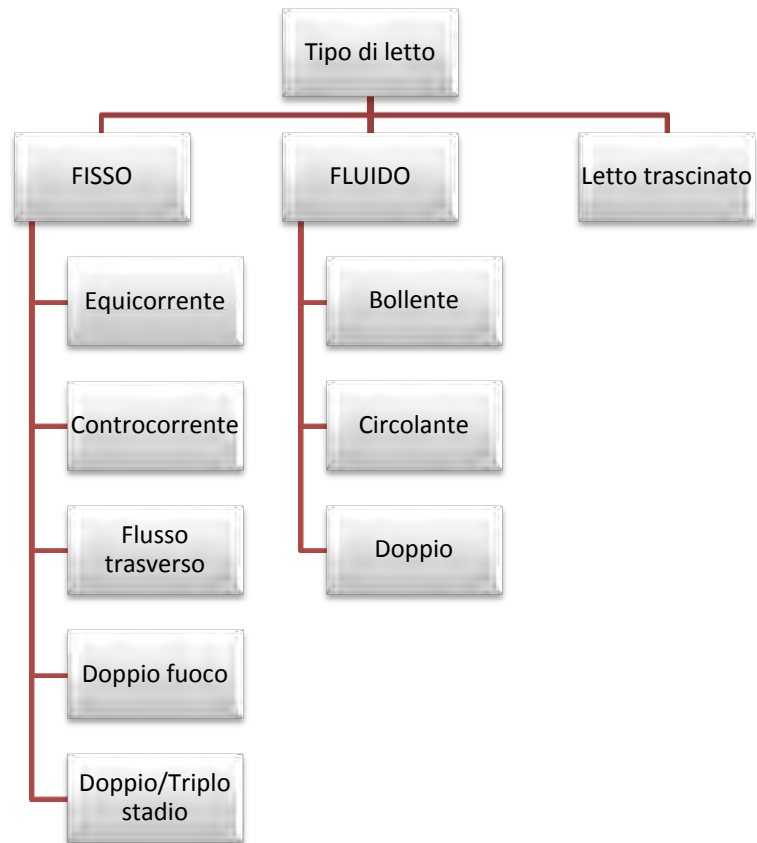 Tipo di letto
FISSO
FLUIDO
Letto trascinato
Equicorrente
Controcorrente
Flusso
trasverso
Doppio fuoco
Doppio/Triplo
stadio
Bollente
Circolante
Doppio